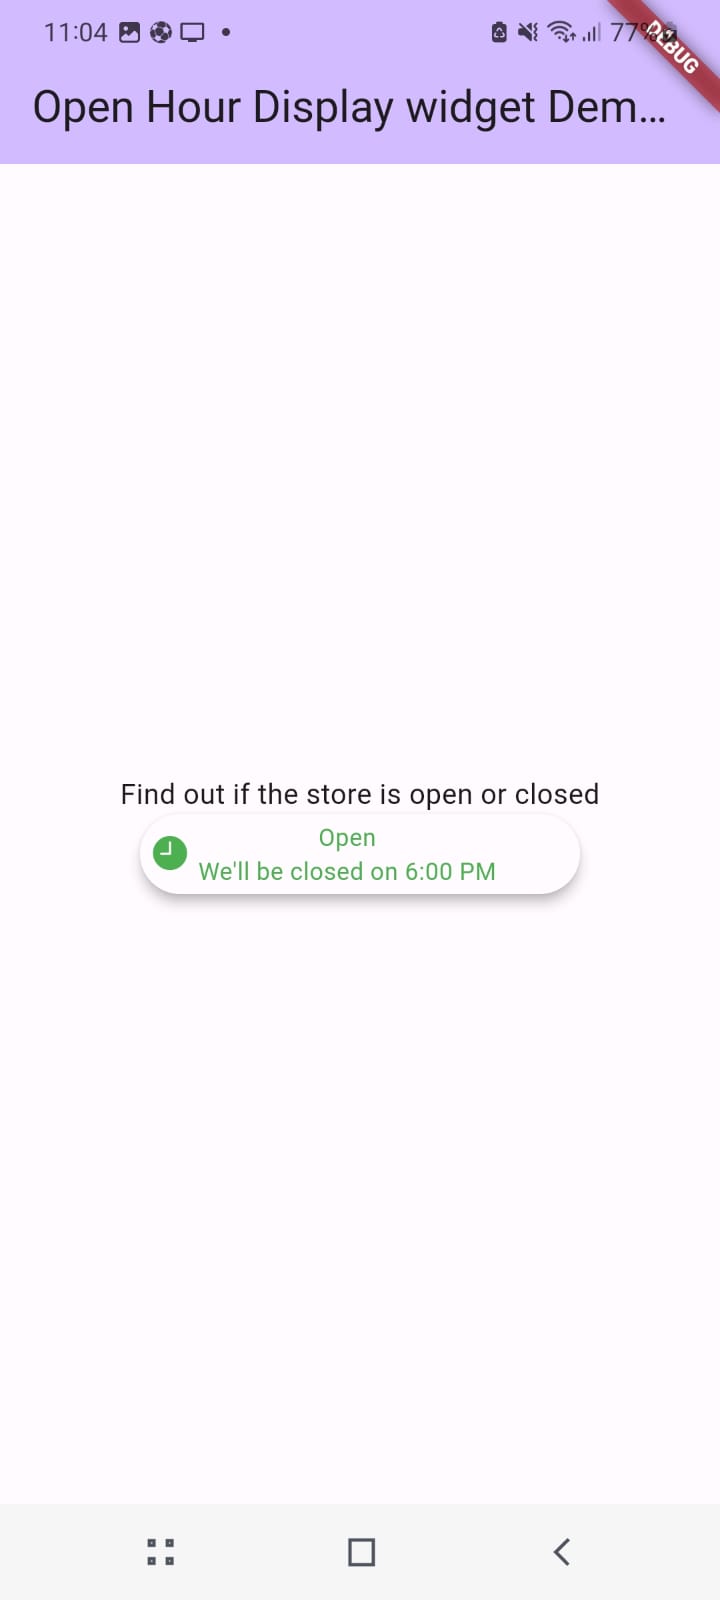 11:04 77%
DEBUG
Open Hour Display widget Dem...
Find out if the store is open or closed
Open
We'll be closed on 6:00 PM